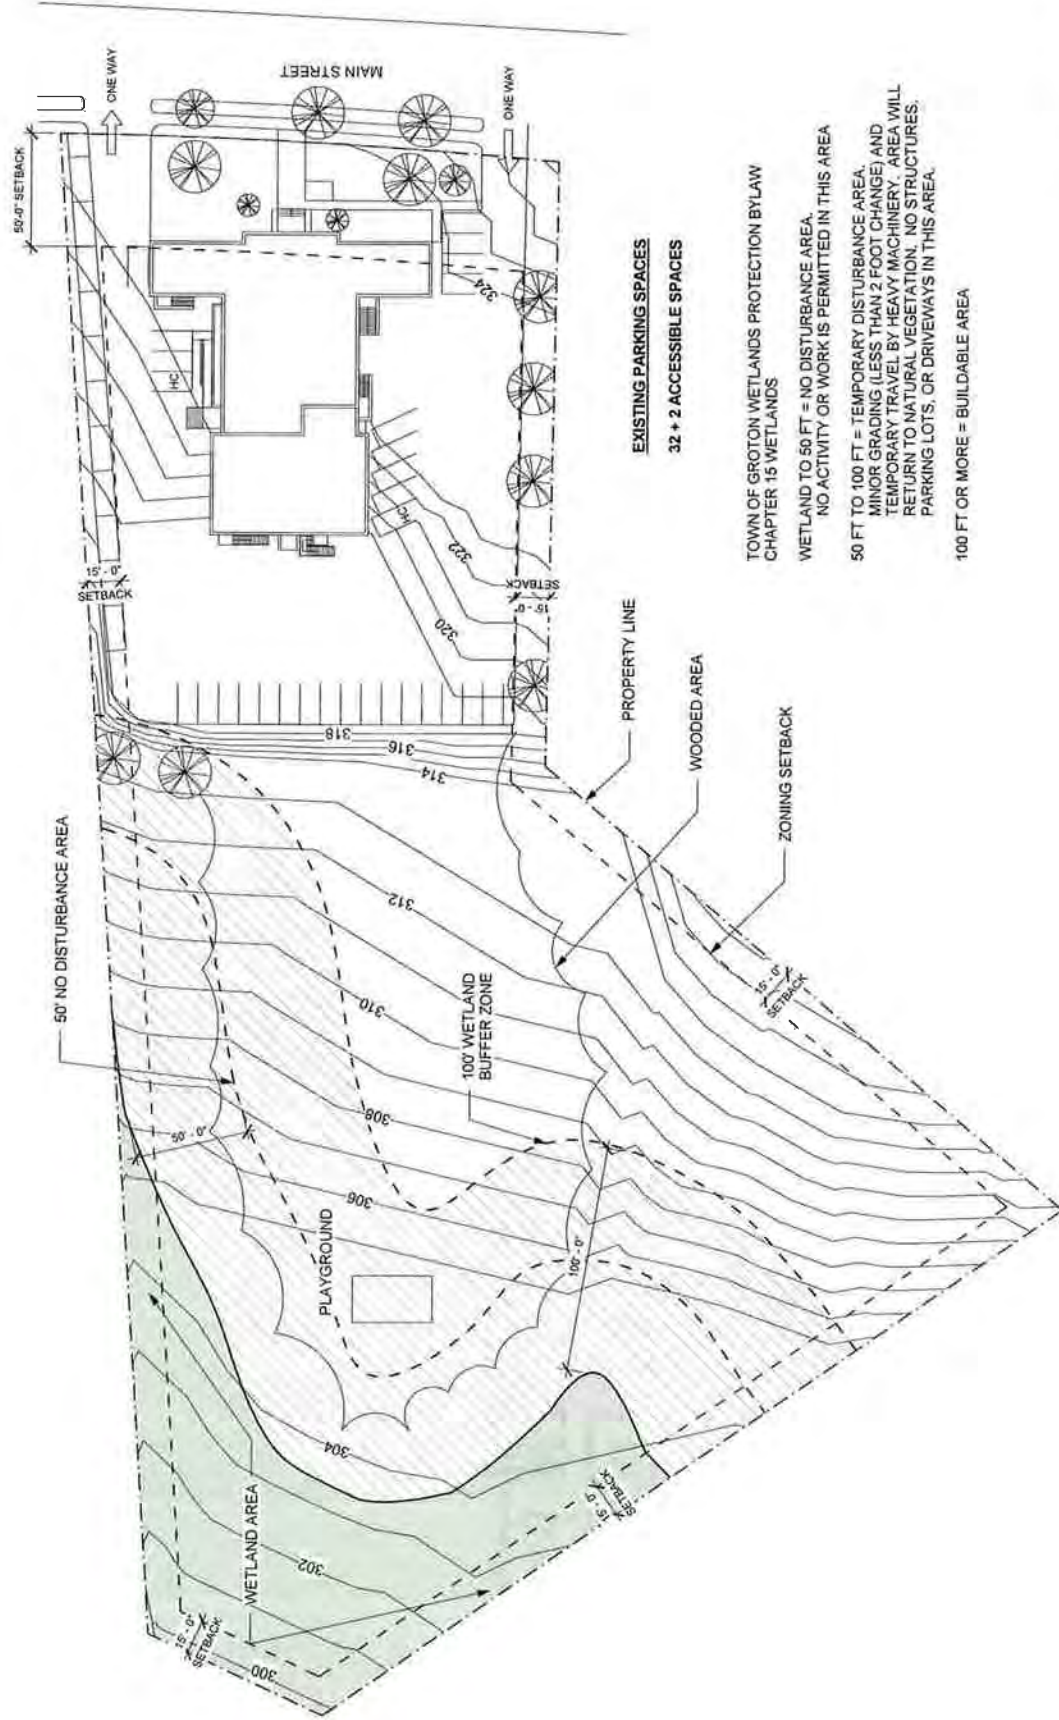 50'-0" SETBACK
ONE WAY
MAIN STREET
ONE WAY
HC
324
15' - 0"
SETBACK
HC
322
320
15' - 0"
SETBACK
318
316
314
312
310
308
306
304
302
300
50' NO DISTURBANCE AREA
50' - 0"
100' WETLAND
BUFFER ZONE
PLAYGROUND
100' - 0"
WETLAND AREA
15' - 0"
SETBACK
15' - 0"
SETBACK
15' - 0"
SETBACK
PROPERTY LINE
WOODED AREA
ZONING SETBACK
EXISTING PARKING SPACES
32 + 2 ACCESSIBLE SPACES
TOWN OF GROTON WETLANDS PROTECTION BYLAW
CHAPTER 15 WETLANDS
WETLAND TO 50 FT = NO DISTURBANCE AREA.
NO ACTIVITY OR WORK IS PERMITTED IN THIS AREA
50 FT TO 100 FT = TEMPORARY DISTURBANCE AREA.
MINOR GRADING (LESS THAN 2 FOOT CHANGE) AND
TEMPORARY TRAVEL BY HEAVY MACHINERY. AREA WILL
RETURN TO NATURAL VEGETATION. NO STRUCTURES,
PARKING LOTS, OR DRIVEWAYS IN THIS AREA.
100 FT OR MORE = BUILDABLE AREA